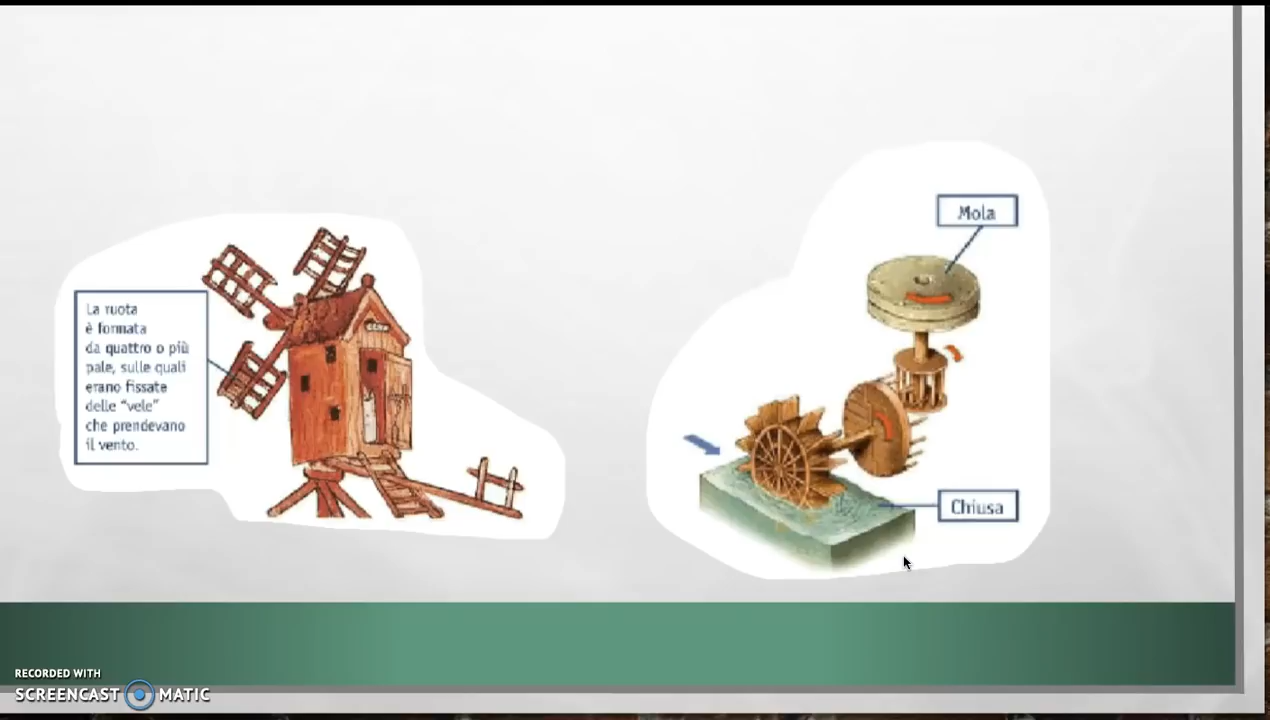 La ruota
è formata
da quattro o più
pale, sulle quali
erano fissate
delle "vele"
che prendevano
il vento.
Mola
Chiusa
RECORDED WITH
SCREENCAST MATIC